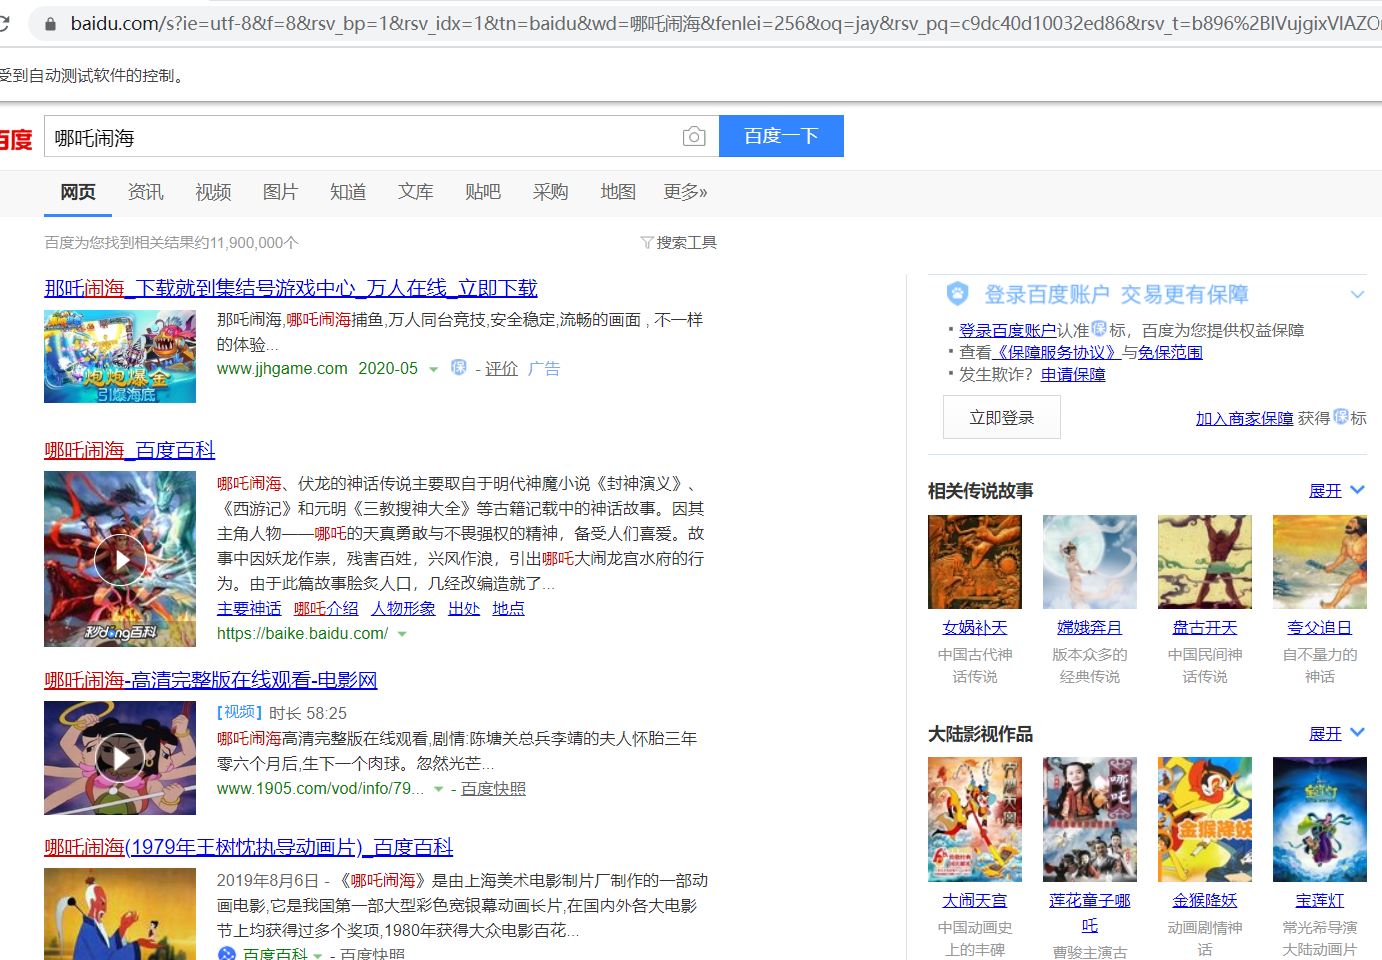 baidu.com/s?ie=utf-8&f=8&rsv_bp=1&rsv_idx=1&tn=baidu&wd=哪吒闹海&fenlei=256&oq=jay&rsv_pq=c9dc40d10032ed86&rsv_t=b896%2BIVujgixVIAZO
受到自动测试软件的控制。
百度
哪吒闹海
百度一下
网页 资讯 视频 图片 知道 文库 贴吧 采购 地图 更多»
百度为您找到相关结果约11,900,000个
搜索工具
那吒闹海_下载就到集结号游戏中心_万人在线_立即下载
炮炮爆金
引爆海底
那吒闹海,哪吒闹海捕鱼,万人同台竞技,安全稳定,流畅的画面 , 不一样
的体验...
www.jjhgame.com 2020-05 保 - 评价 广告
哪吒闹海_百度百科
秒dong百科
哪吒闹海、伏龙的神话传说主要取自于明代神魔小说《封神演义》、
《西游记》和元明《三教搜神大全》等古籍记载中的神话故事。因其
主角人物——哪吒的天真勇敢与不畏强权的精神，备受人们喜爱。故
事中因妖龙作祟，残害百姓，兴风作浪，引出哪吒大闹龙宫水府的行
为。由于此篇故事脍炙人口，几经改编造就了...
主要神话 哪吒介绍 人物形象 出处 地点
https://baike.baidu.com/
哪吒闹海-高清完整版在线观看-电影网
[视频] 时长 58:25
哪吒闹海高清完整版在线观看,剧情:陈塘关总兵李靖的夫人怀胎三年
零六个月后,生下一个肉球。忽然光芒...
www.1905.com/vod/info/79... - 百度快照
哪吒闹海(1979年王树忱执导动画片)_百度百科
2019年8月6日 - 《哪吒闹海》是由上海美术电影制片厂制作的一部动
画电影,它是我国第一部大型彩色宽银幕动画长片,在国内外各大电影
节上均获得过多个奖项,1980年获得大众电影百花...
百度百科 - 百度快照
登录百度账户 交易更有保障
· 登录百度账户认准保标，百度为您提供权益保障
· 查看《保障服务协议》与免保范围
· 发生欺诈？申请保障
立即登录
加入商家保障 获得保标
相关传说故事
展开
女娲补天 嫦娥奔月 盘古开天 夸父追日
中国古代神 版本众多的 中国民间神 自不量力的
话传说 经典传说 话传说 神话
大陆影视作品
展开
大闹天宫
哪吒
金猴降妖
宝莲灯
大闹天宫 莲花童子哪 金猴降妖 宝莲灯
吒
中国动画史 动画剧情神 常光希导演
上的丰碑 曹骏主演古 话 大陆动画片